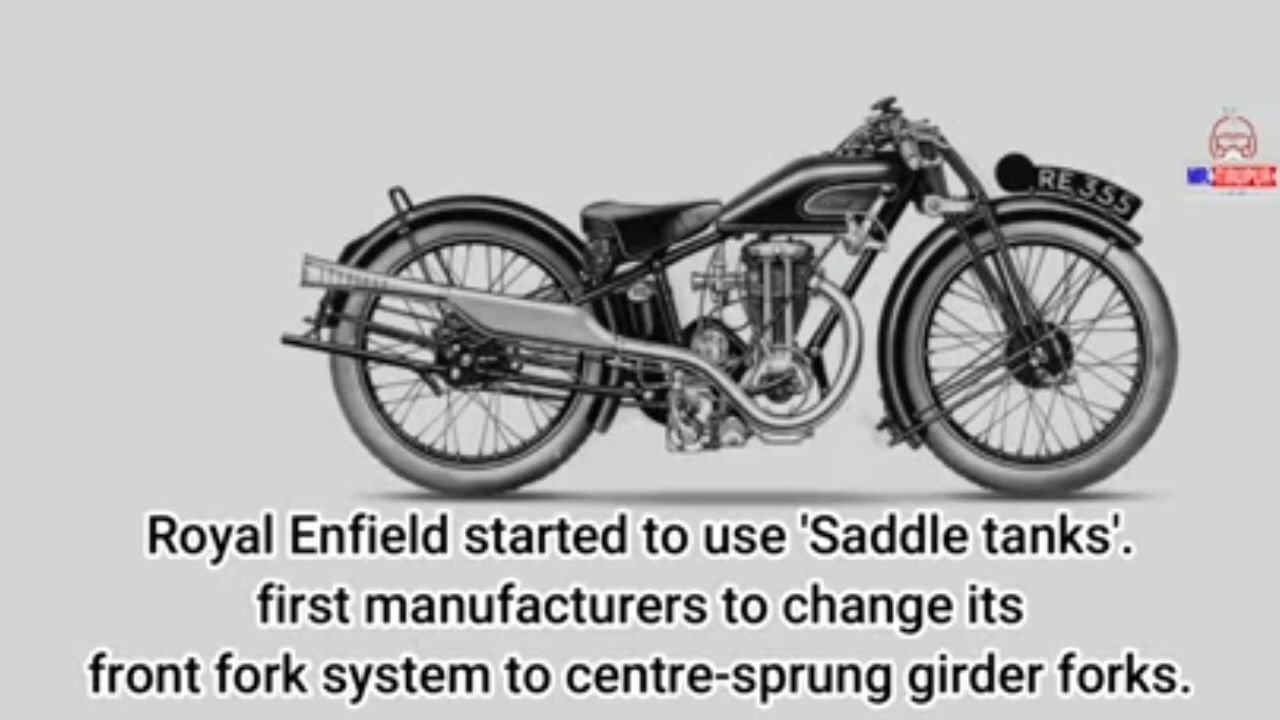 RE 355
Royal Enfield started to use 'Saddle tanks'.
first manufacturers to change its
front fork system to centre-sprung girder forks.